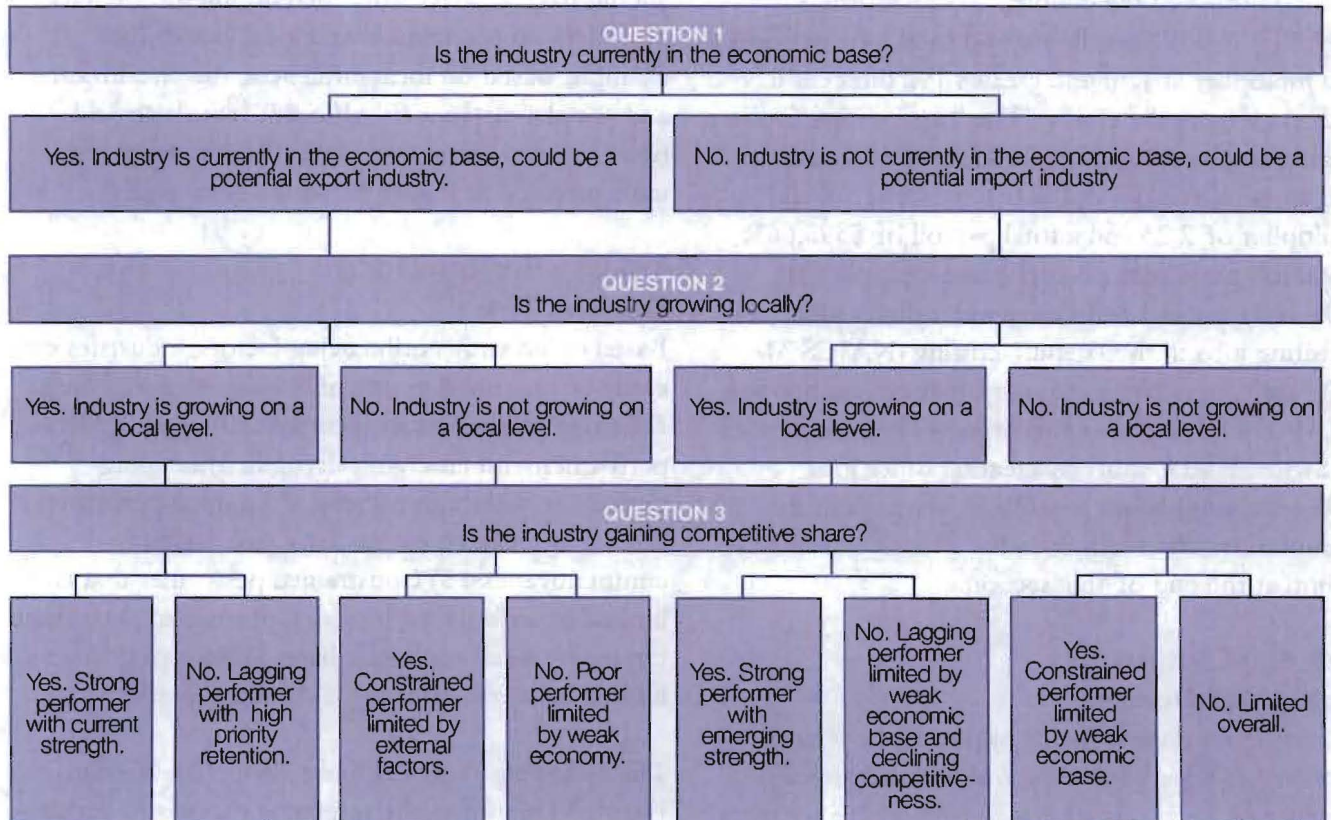 QUESTION 1
Is the industry currently in the economic base?
Yes. Industry is currently in the economic base, could be a
potential export industry.
No. Industry is not currently in the economic base, could be a
potential import industry
QUESTION 2
Is the industry growing locally?
Yes. Industry is growing on a
local level.
No. Industry is not growing on
a local level.
Yes. Industry is growing on a
local level.
No. Industry is not growing on
a local level.
QUESTION 3
Is the industry gaining competitive share?
Yes. Strong
performer
with current
strength.
No. Lagging
performer
with high
priority
retention.
Yes.
Constrained
performer
limited by
external
factors.
No. Poor
performer
limited
by weak
economy.
Yes. Strong
performer
with
emerging
strength.
No. Lagging
performer
limited by
weak
economic
base and
declining
competitive-
ness.
Yes.
Constrained
performer
limited
by weak
economic
base.
No. Limited
overall.